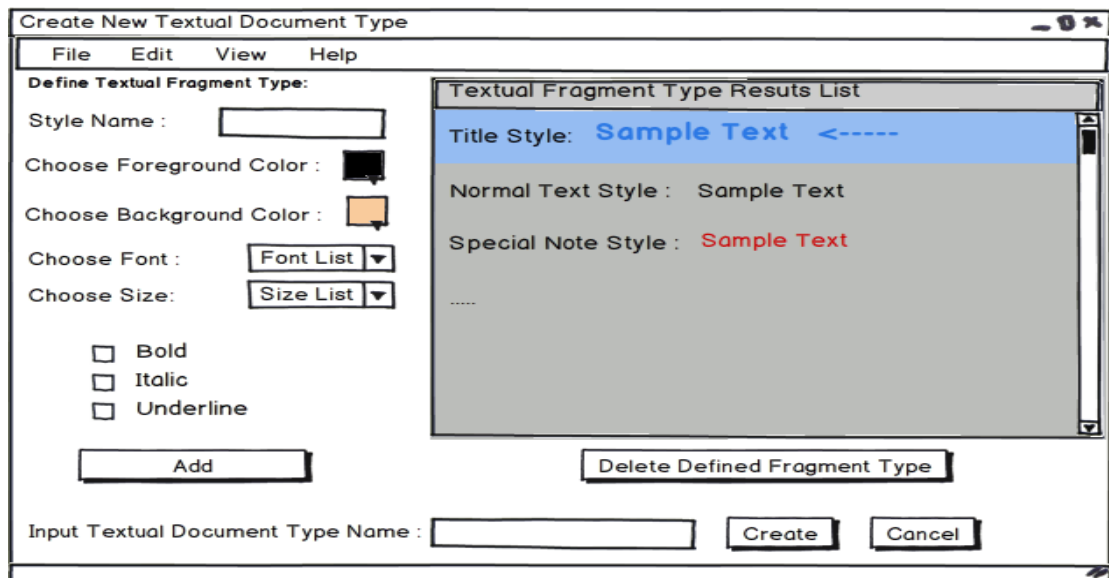 Create New Textual Document Type
File Edit View Help
Define Textual Fragment Type:
Style Name :
Choose Foreground Color :
Choose Background Color :
Choose Font : Font List
Choose Size: Size List
Bold
Italic
Underline
Add
Textual Fragment Type Resuts List
Title Style: Sample Text <-----
Normal Text Style : Sample Text
Special Note Style : Sample Text
.....
Delete Defined Fragment Type
Input Textual Document Type Name : Create Cancel